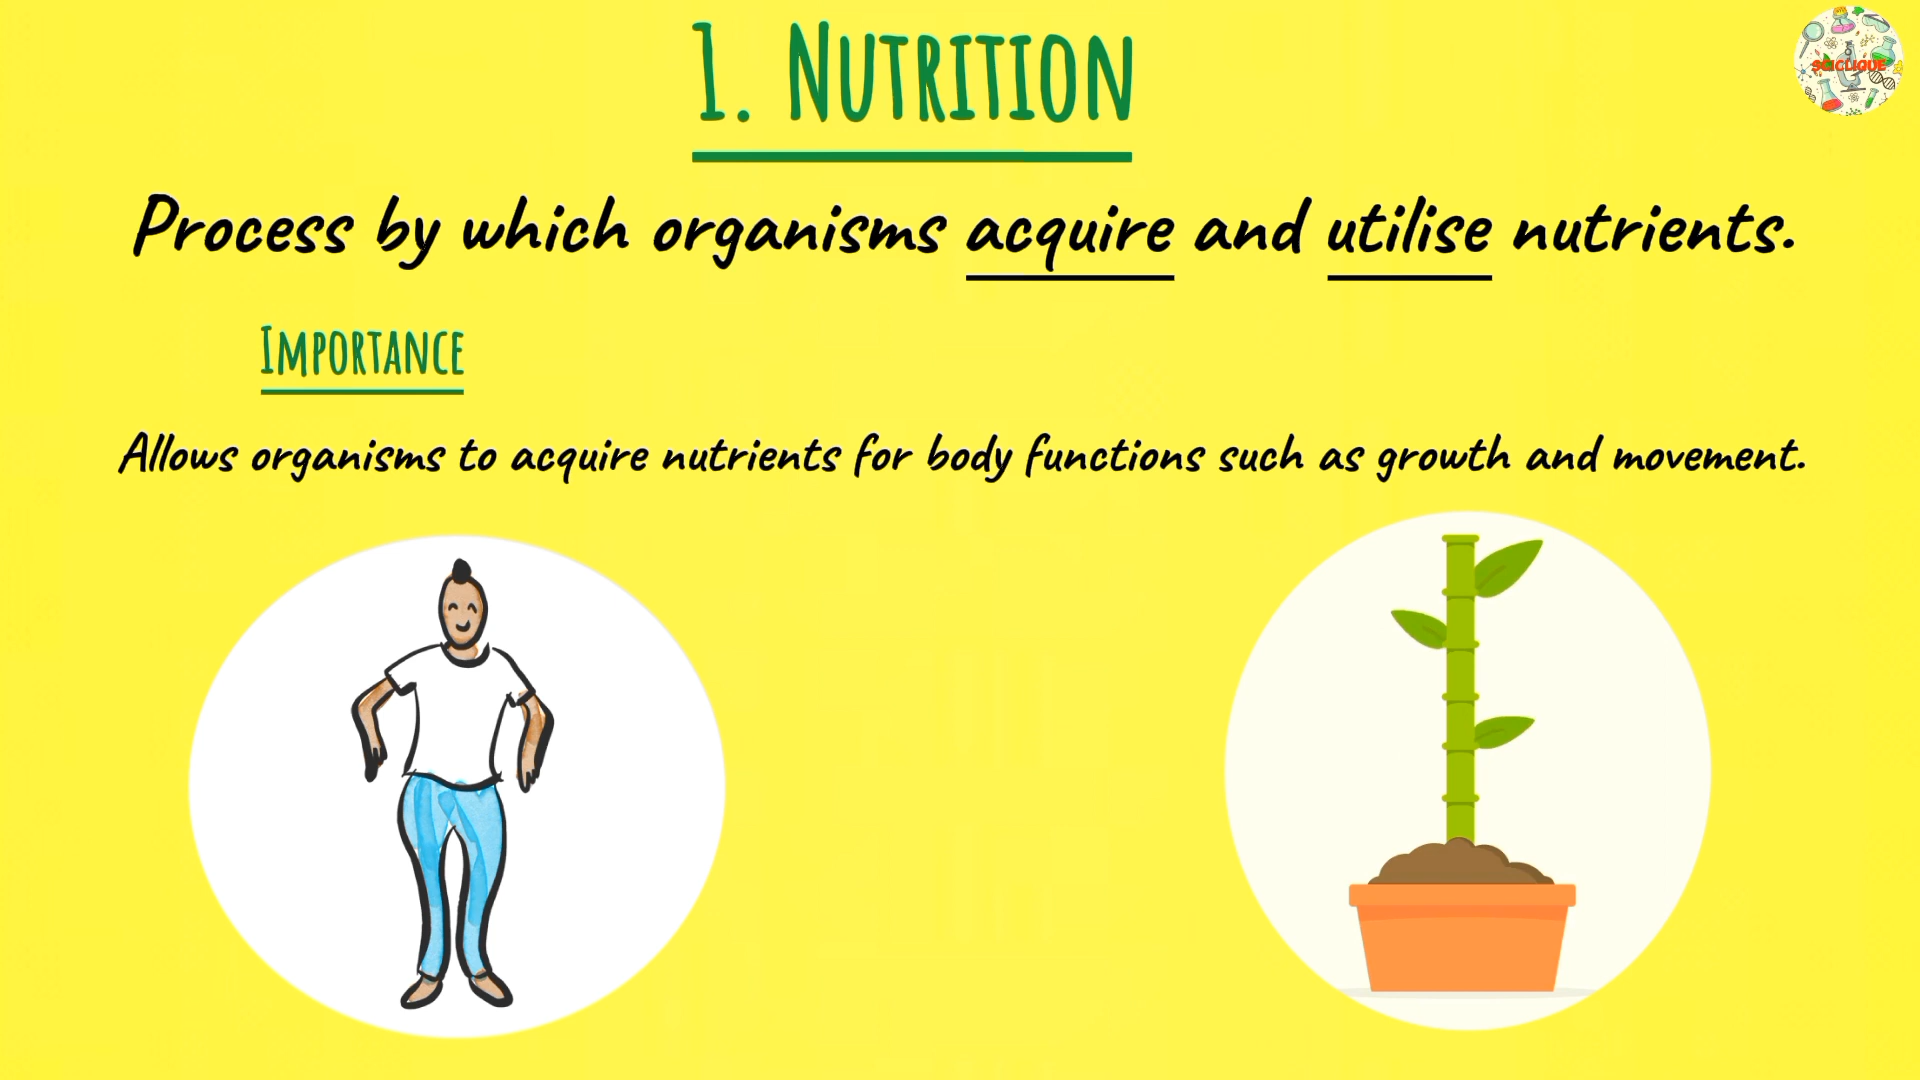 1. NUTRITION
SCICLIQUE
Process by which organisms acquire and utilise nutrients.
IMPORTANCE
Allows organisms to acquire nutrients for body functions such as growth and movement.